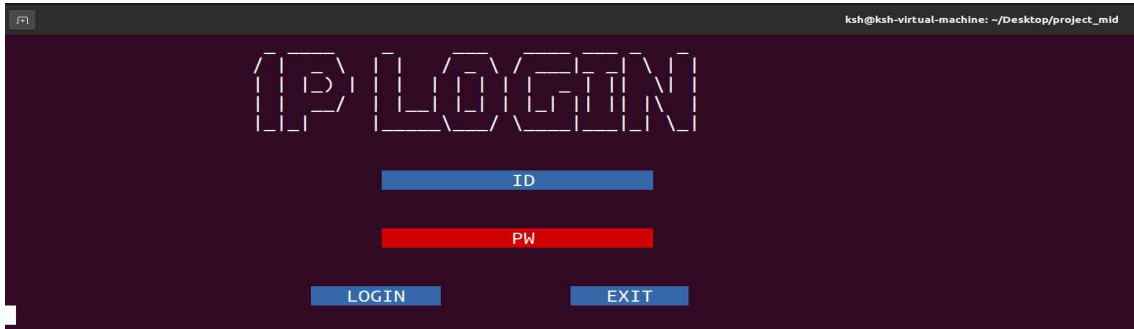 ksh@ksh-virtual-machine: ~/Desktop/project_mid
IP LOGIN
ID
PW
LOGIN EXIT